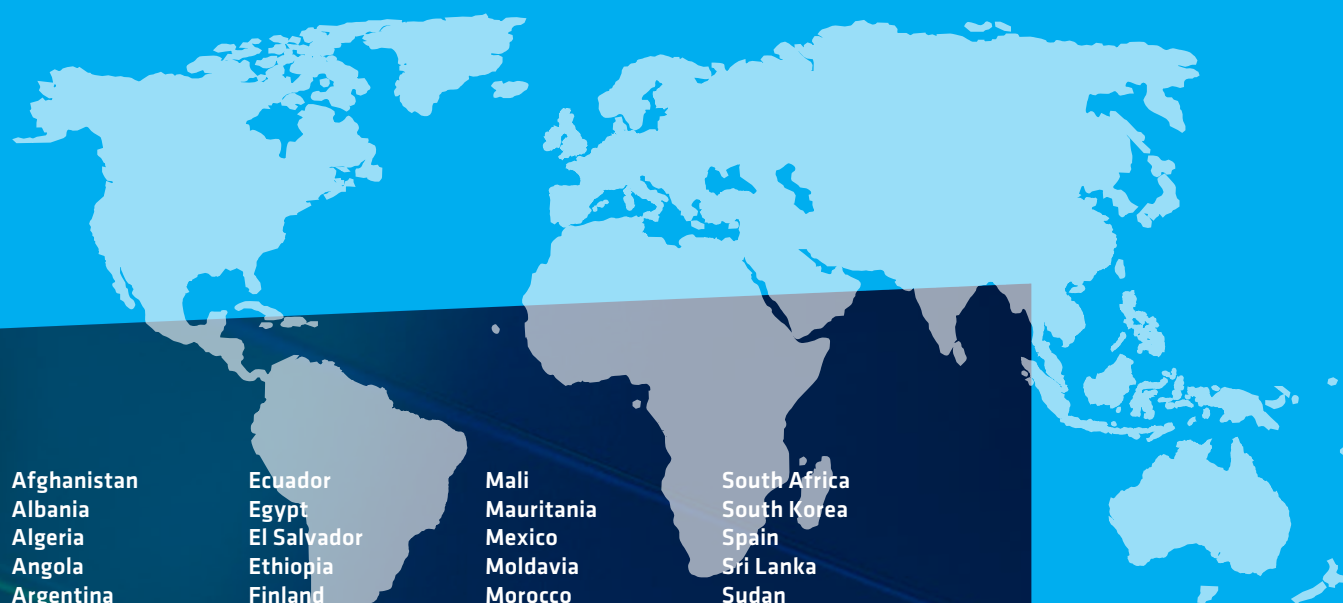 Afghanistan
Albania
Algeria
Angola
Argentina
Ecuador
Egypt
El Salvador
Ethiopia
Finland
Mali
Mauritania
Mexico
Moldavia
Morocco
South Africa
South Korea
Spain
Sri Lanka
Sudan